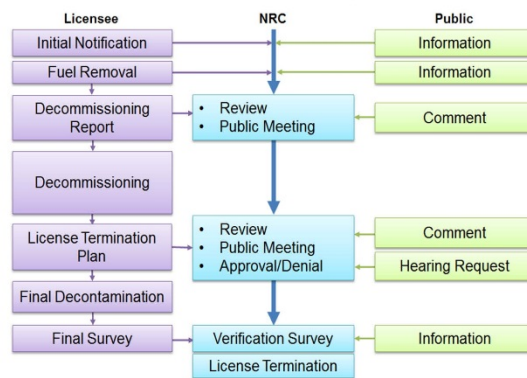 Licensee
NRC
Public
Initial Notification
Information
Fuel Removal
Information
Decommissioning
Report
• Review
• Public Meeting
Comment
Decommissioning
License Termination
Plan
• Review
• Public Meeting
• Approval/Denial
Comment
Hearing Request
Final Decontamination
Final Survey
Verification Survey
Information
License Termination